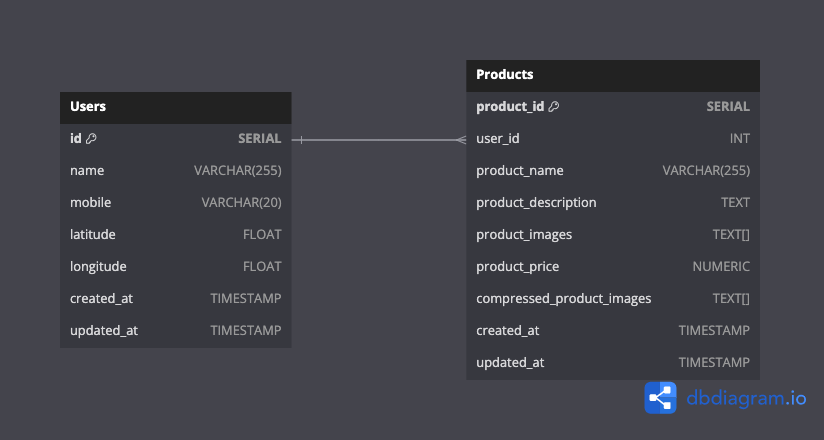 Users
id SERIAL
name VARCHAR(255)
mobile VARCHAR(20)
latitude FLOAT
longitude FLOAT
created_at TIMESTAMP
updated_at TIMESTAMP
Products
product_id SERIAL
user_id INT
product_name VARCHAR(255)
product_description TEXT
product_images TEXT[]
product_price NUMERIC
compressed_product_images TEXT[]
created_at TIMESTAMP
updated_at TIMESTAMP
dbdiagram.io